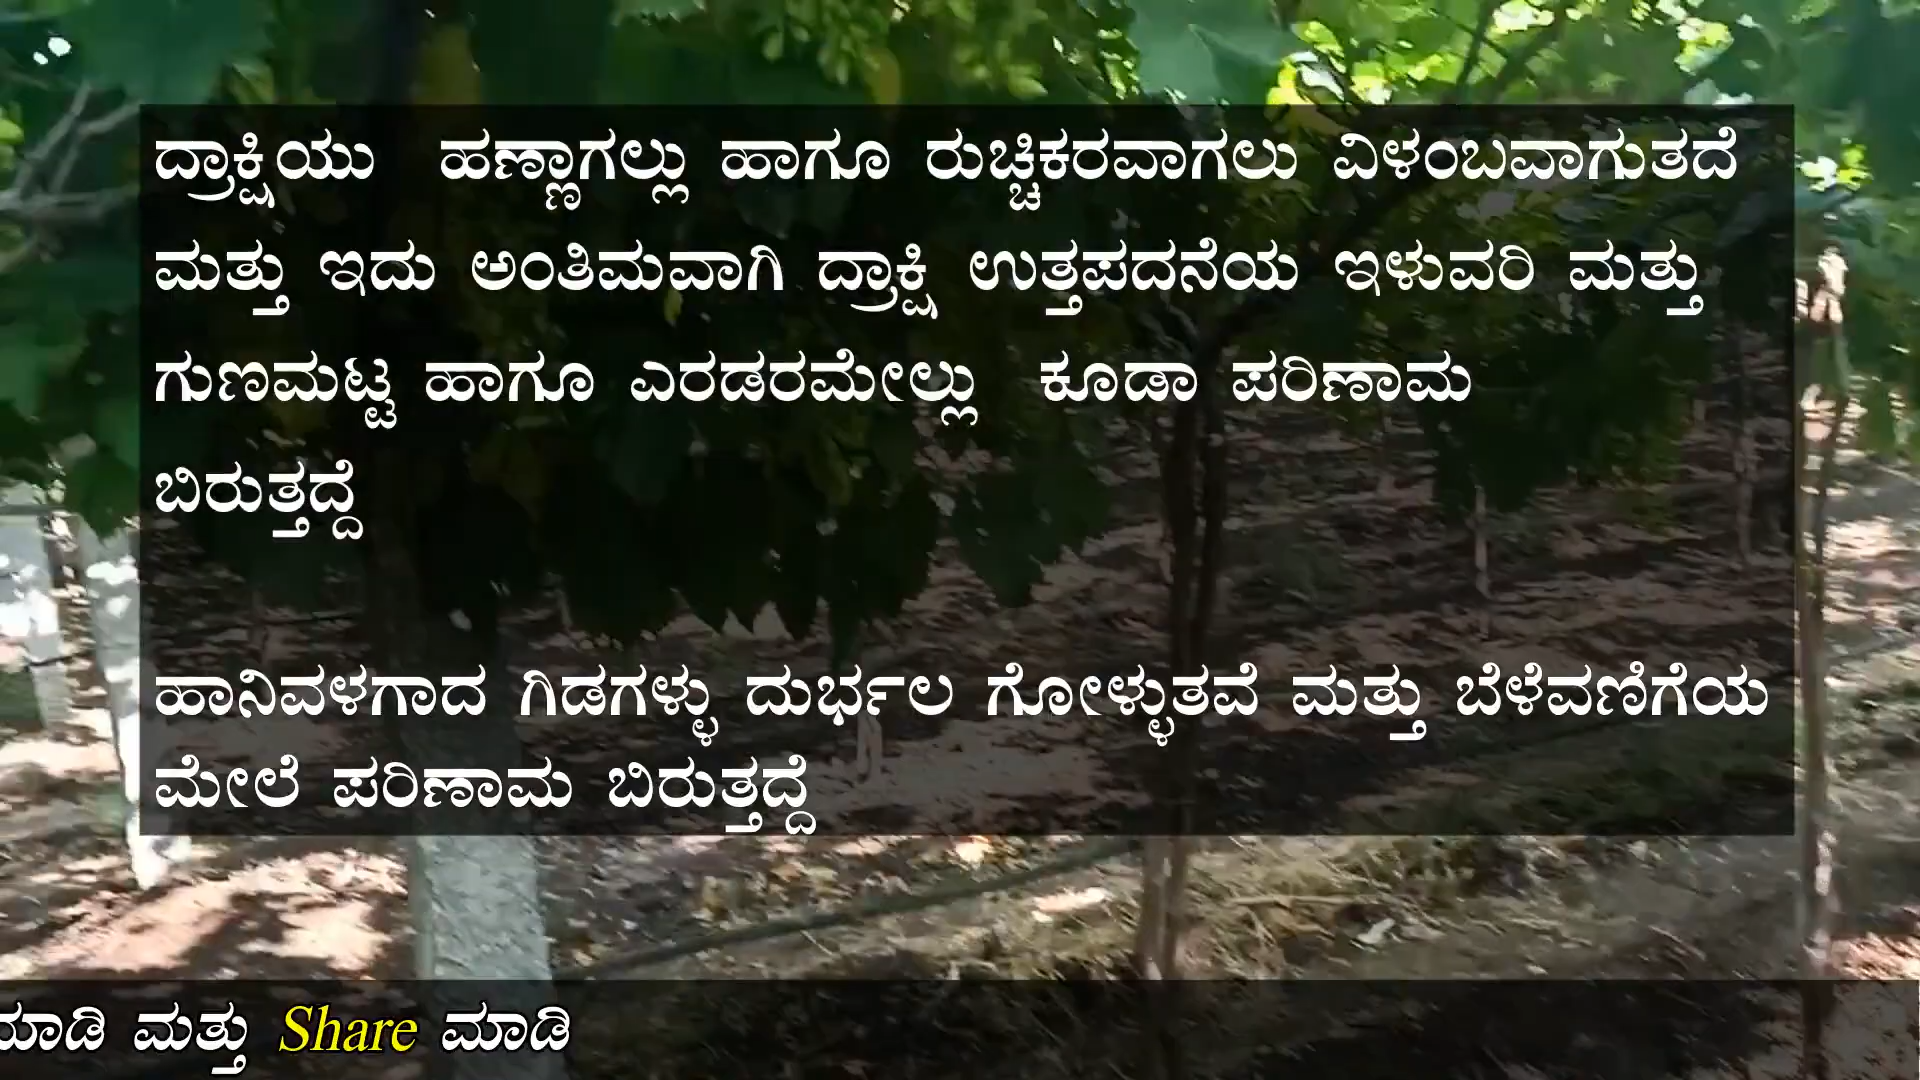 ದ್ರಾಕ್ಷಿಯು ಹಣ್ಣಾಗಲ್ಲು ಹಾಗೂ ರುಚ್ಚಿಕರವಾಗಲು ವಿಳಂಬವಾಗುತದೆ
ಮತ್ತು ಇದು ಅಂತಿಮವಾಗಿ ದ್ರಾಕ್ಷಿ ಉತ್ತಪದನೆಯ ಇಳುವರಿ ಮತ್ತು
ಗುಣಮಟ್ಟ ಹಾಗೂ ಎರಡರಮೇಲ್ಲು ಕೂಡಾ ಪರಿಣಾಮ
ಬಿರುತ್ತದ್ದೆ
ಹಾನಿವಳಗಾದ ಗಿಡಗಳ್ಳು ದುರ್ಭಲ ಗೋಳ್ಳುತವೆ ಮತ್ತು ಬೆಳೆವಣಿಗೆಯ
ಮೇಲೆ ಪರಿಣಾಮ ಬಿರುತ್ತದ್ದೆ
ಮಾಡಿ ಮತ್ತು Share ಮಾಡಿ